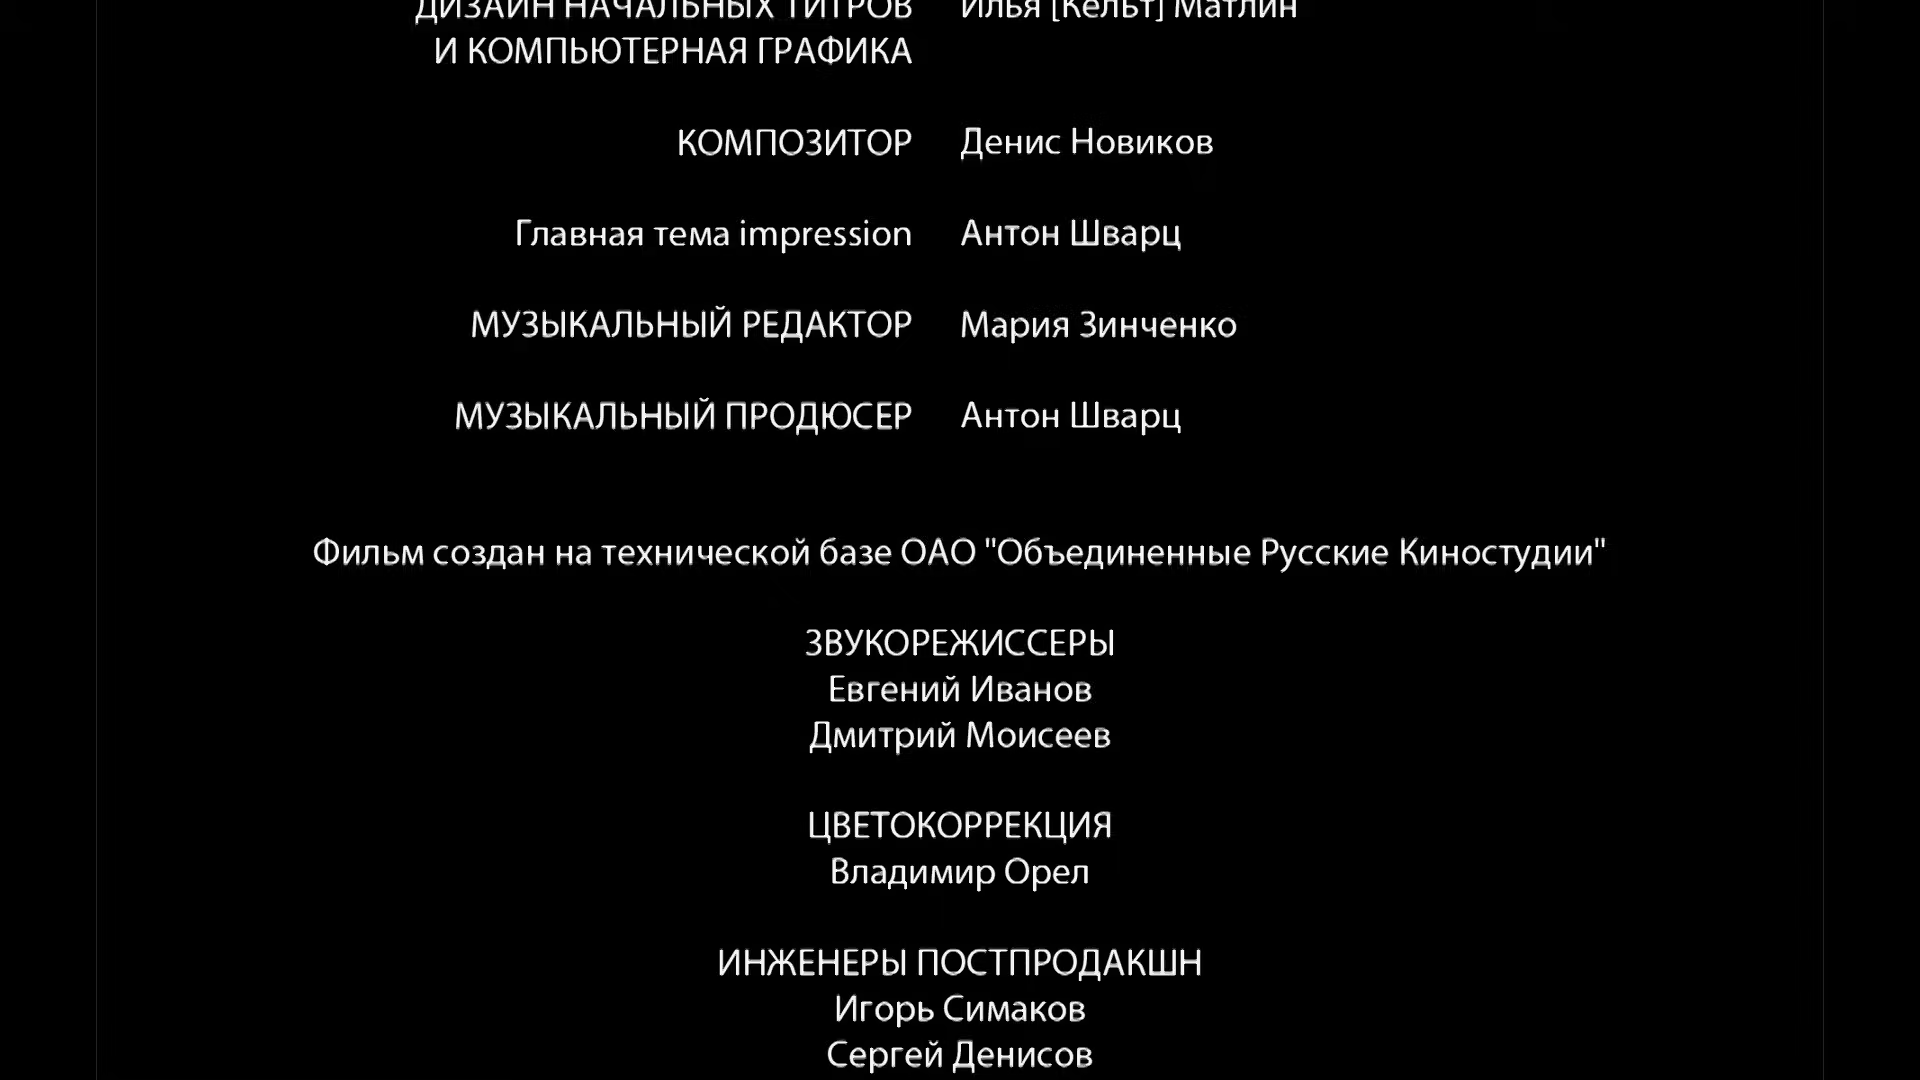 ДИЗАЙН НАЧАЛЬНЫХ ТИТРОВ Илья [Кельт] Матлин
И КОМПЬЮТЕРНАЯ ГРАФИКА
КОМПОЗИТОР Денис Новиков
Главная тема impression Антон Шварц
МУЗЫКАЛЬНЫЙ РЕДАКТОР Мария Зинченко
МУЗЫКАЛЬНЫЙ ПРОДЮСЕР Антон Шварц
Фильм создан на технической базе ОАО "Объединенные Русские Киностудии"
ЗВУКОРЕЖИССЕРЫ
Евгений Иванов
Дмитрий Моисеев
ЦВЕТОКОРРЕКЦИЯ
Владимир Орел
ИНЖЕНЕРЫ ПОСТПРОДАКШН
Игорь Симаков
Сергей Денисов